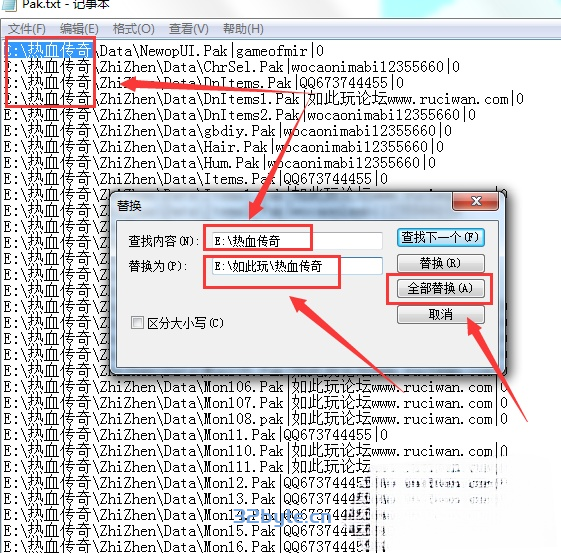 Pak.txt - 记事本
文件(F) 编辑(E) 格式(O) 查看(V) 帮助(H)
E:\热血传奇\Data\NewopUI.Pak|gameofmir|0
E:\热血传奇\ZhiZhen\Data\ChrSel.Pak|wocaonimabi12355660|0
E:\热血传奇\ZhiZhen\Data\DnItems.Pak|QQ673744455|0
E:\热血传奇\ZhiZhen\Data\DnItems1.Pak|如此玩论坛www.ruciwan.com|0
E:\热血传奇\ZhiZhen\Data\DnItems2.Pak|wocaonimabi12355660|0
E:\热血传奇\ZhiZhen\Data\gbdiy.Pak|wocaonimabi12355660|0
E:\热血传奇\ZhiZhen\Data\Hair.Pak|wocaonimabi12355660|0
E:\热血传奇\ZhiZhen\Data\Hum.Pak|wocaonimabi12355660|0
E:\热血传奇\ZhiZhen\Data\Items.Pak|QQ673744455|0
替换
查找内容(N): E:\热血传奇 查找下一个(F)
替换为(P): E:\如此玩\热血传奇 替换(R)
全部替换(A)
区分大小写(C) 取消
E:\热血传奇\ZhiZhen\Data\Mon106.Pak|如此玩论坛www.ruciwan.com|0
E:\热血传奇\ZhiZhen\Data\Mon107.Pak|如此玩论坛www.ruciwan.com|0
E:\热血传奇\ZhiZhen\Data\Mon108.pak|如此玩论坛www.ruciwan.com|0
E:\热血传奇\ZhiZhen\Data\Mon11.Pak|QQ673744455|0
E:\热血传奇\ZhiZhen\Data\Mon110.Pak|如此玩论坛www.ruciwan.com|0
E:\热血传奇\ZhiZhen\Data\Mon111.Pak|如此玩论坛www.ruciwan.com|0
E:\热血传奇\ZhiZhen\Data\Mon12.Pak|QQ673744455|0
E:\热血传奇\ZhiZhen\Data\Mon13.Pak|QQ673744455|0
E:\热血传奇\ZhiZhen\Data\Mon14.Pak|QQ673744455|0
E:\热血传奇\ZhiZhen\Data\Mon15.Pak|QQ673744455|0
E:\热血传奇\ZhiZhen\Data\Mon16.Pak|QQ673744455|0
32byte.cn